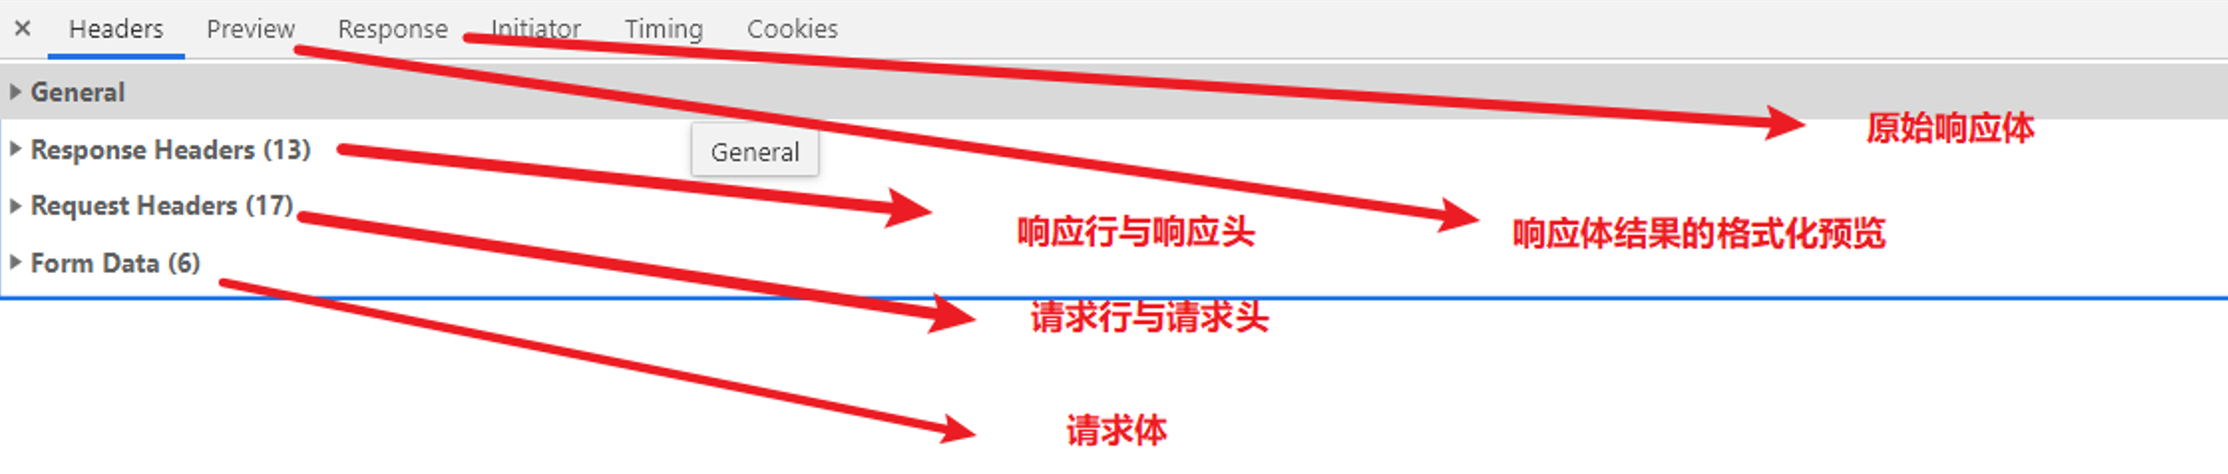 × Headers Preview Response Initiator Timing Cookies
General
原始响应体
Response Headers (13)
General
Request Headers (17)
响应行与响应头
响应体结果的格式化预览
Form Data (6)
请求行与请求头
请求体